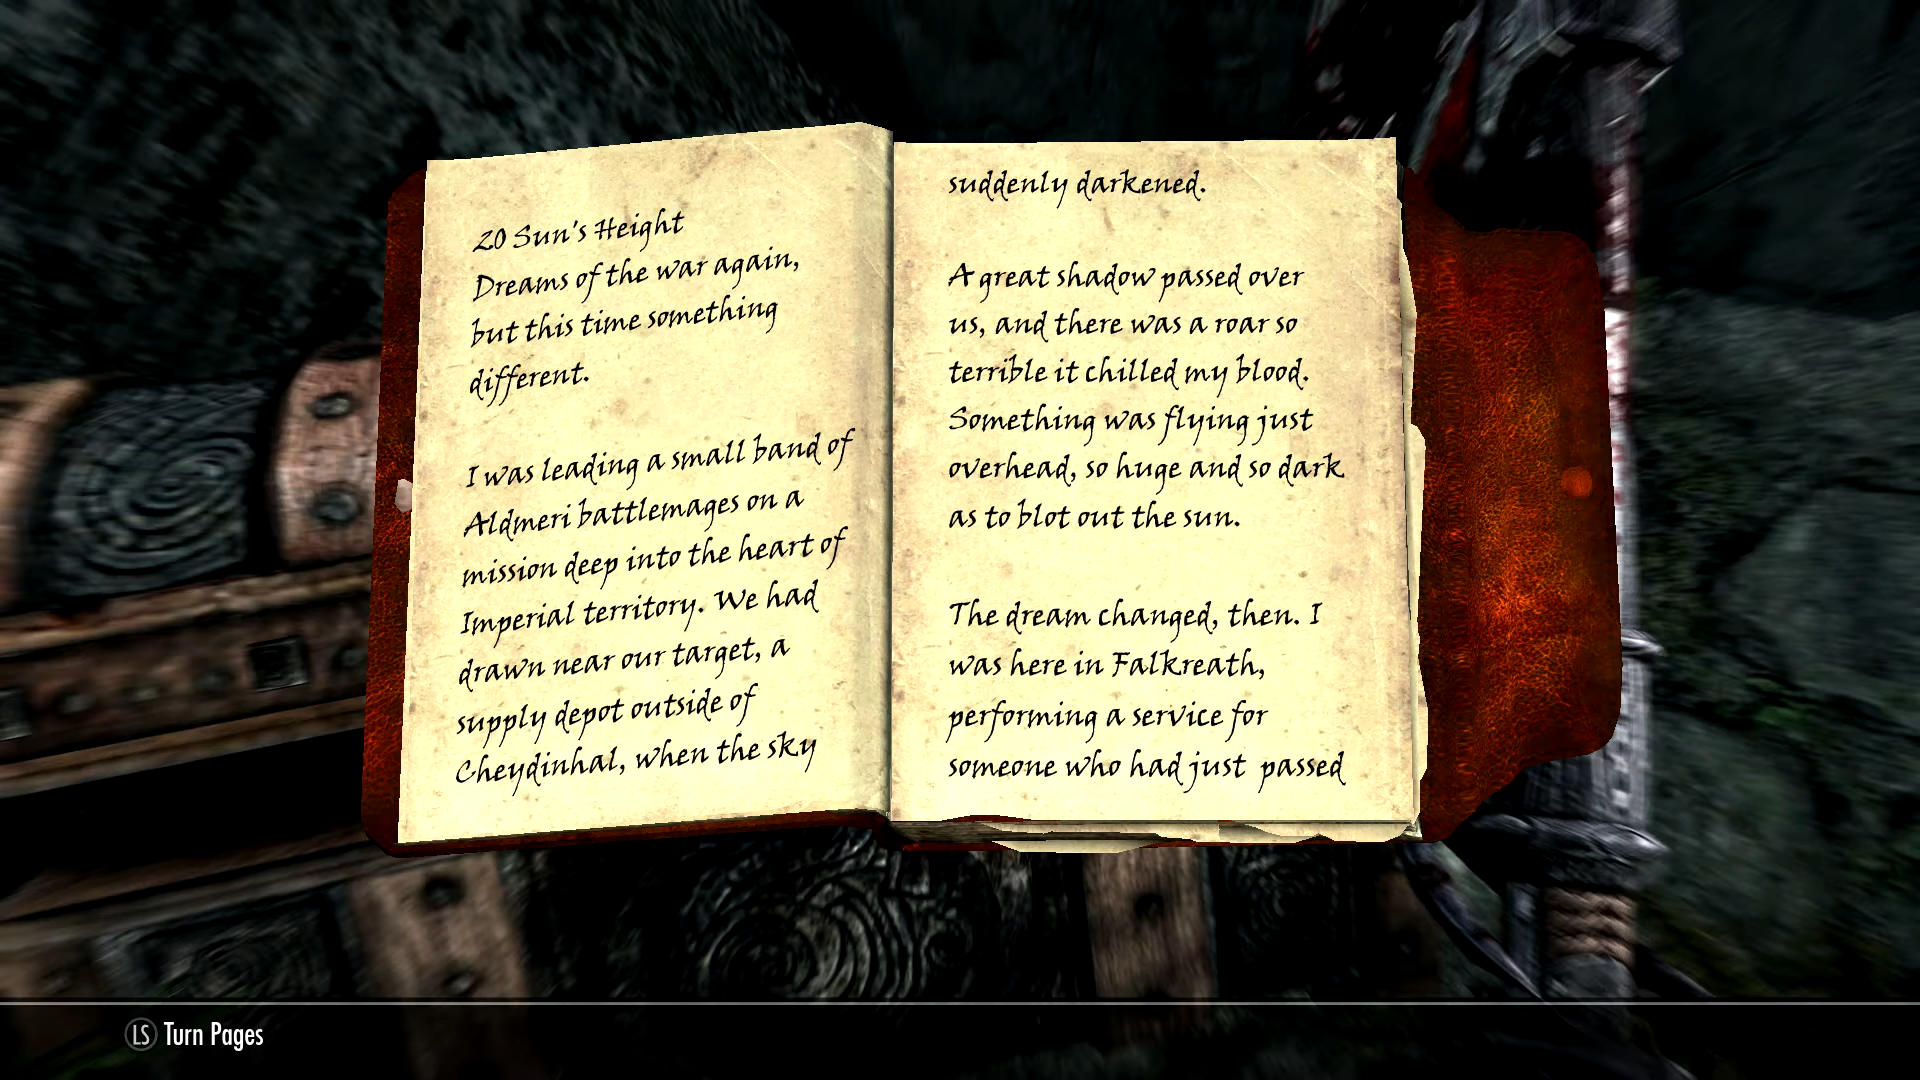 20 Sun's Height
Dreams of the war again,
but this time something
different.
I was leading a small band of
Aldmeri battlemages on a
mission deep into the heart of
Imperial territory. We had
drawn near our target, a
supply depot outside of
Cheydinhal, when the sky
suddenly darkened.
A great shadow passed over
us, and there was a roar so
terrible it chilled my blood.
Something was flying just
overhead, so huge and so dark
as to blot out the sun.
The dream changed, then. I
was here in Falkreath,
performing a service for
someone who had just passed
LS Turn Pages